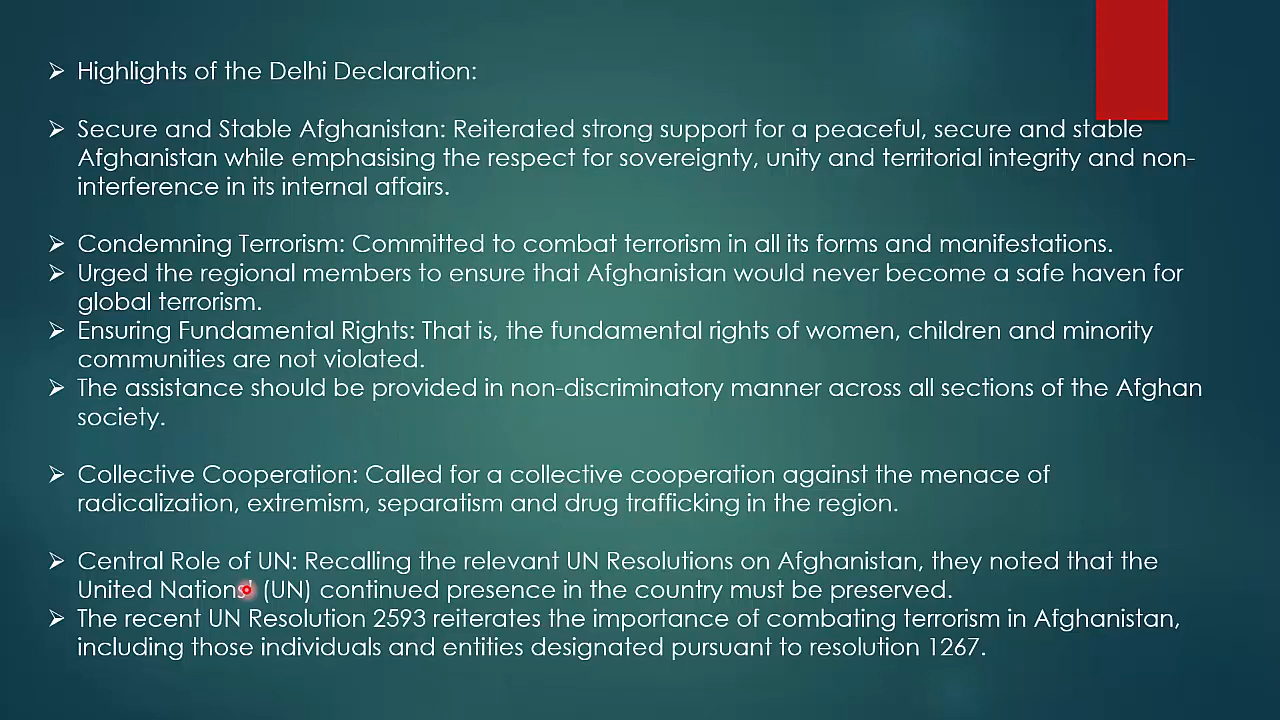 ➢ Highlights of the Delhi Declaration:
➢ Secure and Stable Afghanistan: Reiterated strong support for a peaceful, secure and stable
Afghanistan while emphasising the respect for sovereignty, unity and territorial integrity and non-
interference in its internal affairs.
➢ Condemning Terrorism: Committed to combat terrorism in all its forms and manifestations.
➢ Urged the regional members to ensure that Afghanistan would never become a safe haven for
global terrorism.
➢ Ensuring Fundamental Rights: That is, the fundamental rights of women, children and minority
communities are not violated.
➢ The assistance should be provided in non-discriminatory manner across all sections of the Afghan
society.
➢ Collective Cooperation: Called for a collective cooperation against the menace of
radicalization, extremism, separatism and drug trafficking in the region.
➢ Central Role of UN: Recalling the relevant UN Resolutions on Afghanistan, they noted that the
United Nations' (UN) continued presence in the country must be preserved.
➢ The recent UN Resolution 2593 reiterates the importance of combating terrorism in Afghanistan,
including those individuals and entities designated pursuant to resolution 1267.